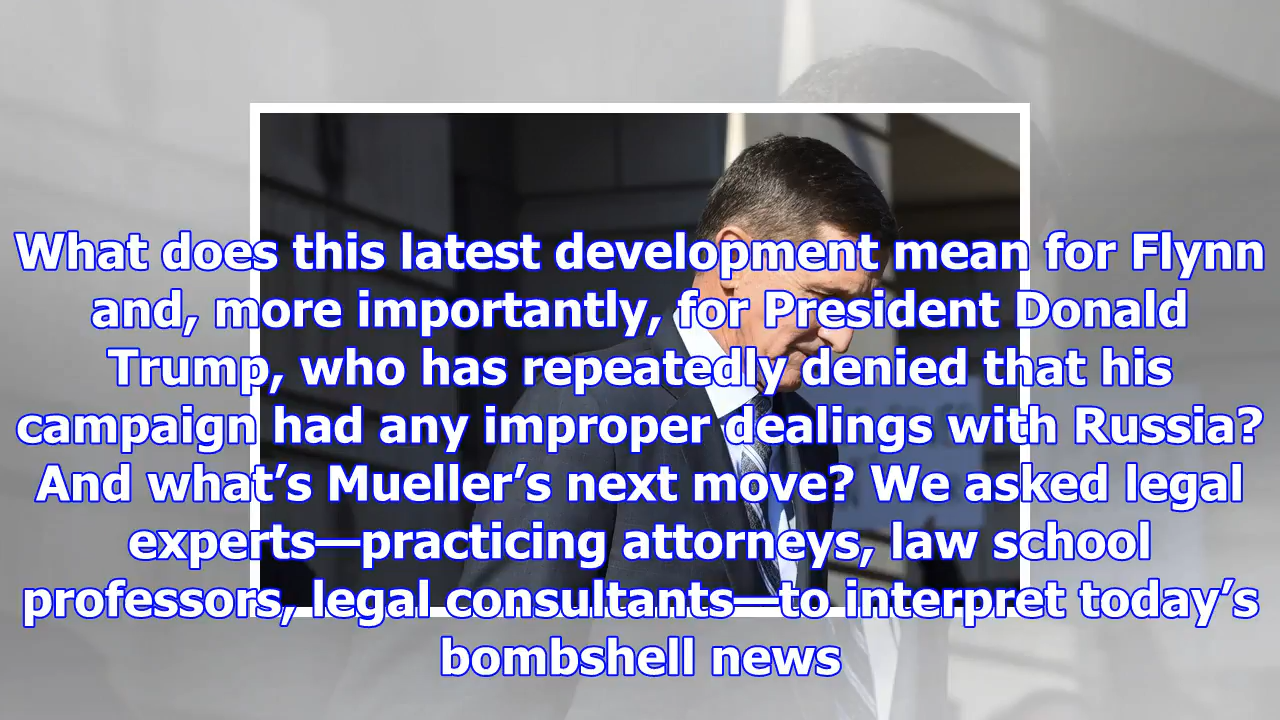 What does this latest development mean for Flynn
and, more importantly, for President Donald
Trump, who has repeatedly denied that his
campaign had any improper dealings with Russia?
And what’s Mueller’s next move? We asked legal
experts—practicing attorneys, law school
professors, legal consultants—to interpret today’s
bombshell news